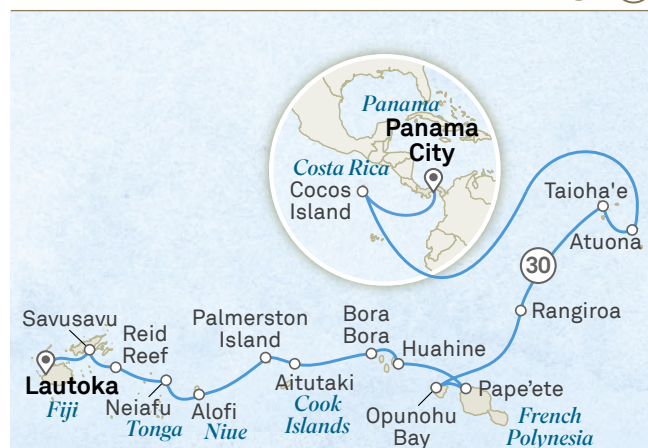 Panama
Panama
City
Costa Rica
Cocos
Island
Taioha'e
Atuona
30
Rangiroa
Savusavu
Reid
Reef
Palmerston
Island
Bora
Bora
Huahine
Lautoka
Fiji
Neiafu
Tonga
Alofi
Niue
Aitutaki
Cook
Islands
Opunohu
Bay
Pape’ete
French
Polynesia